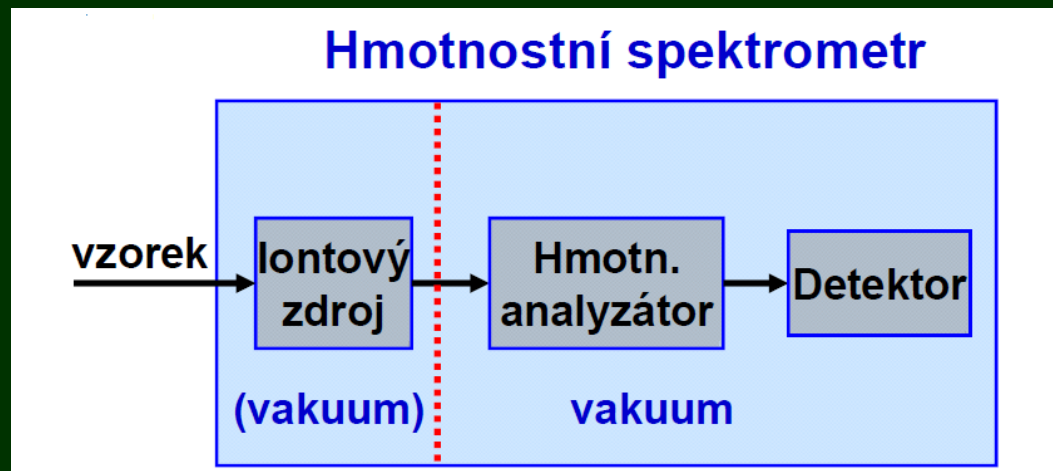 Hmotnostní spektrometr
vzorek
Iontový
zdroj
Hmotn.
analyzátor
Detektor
(vakuum)
vakuum